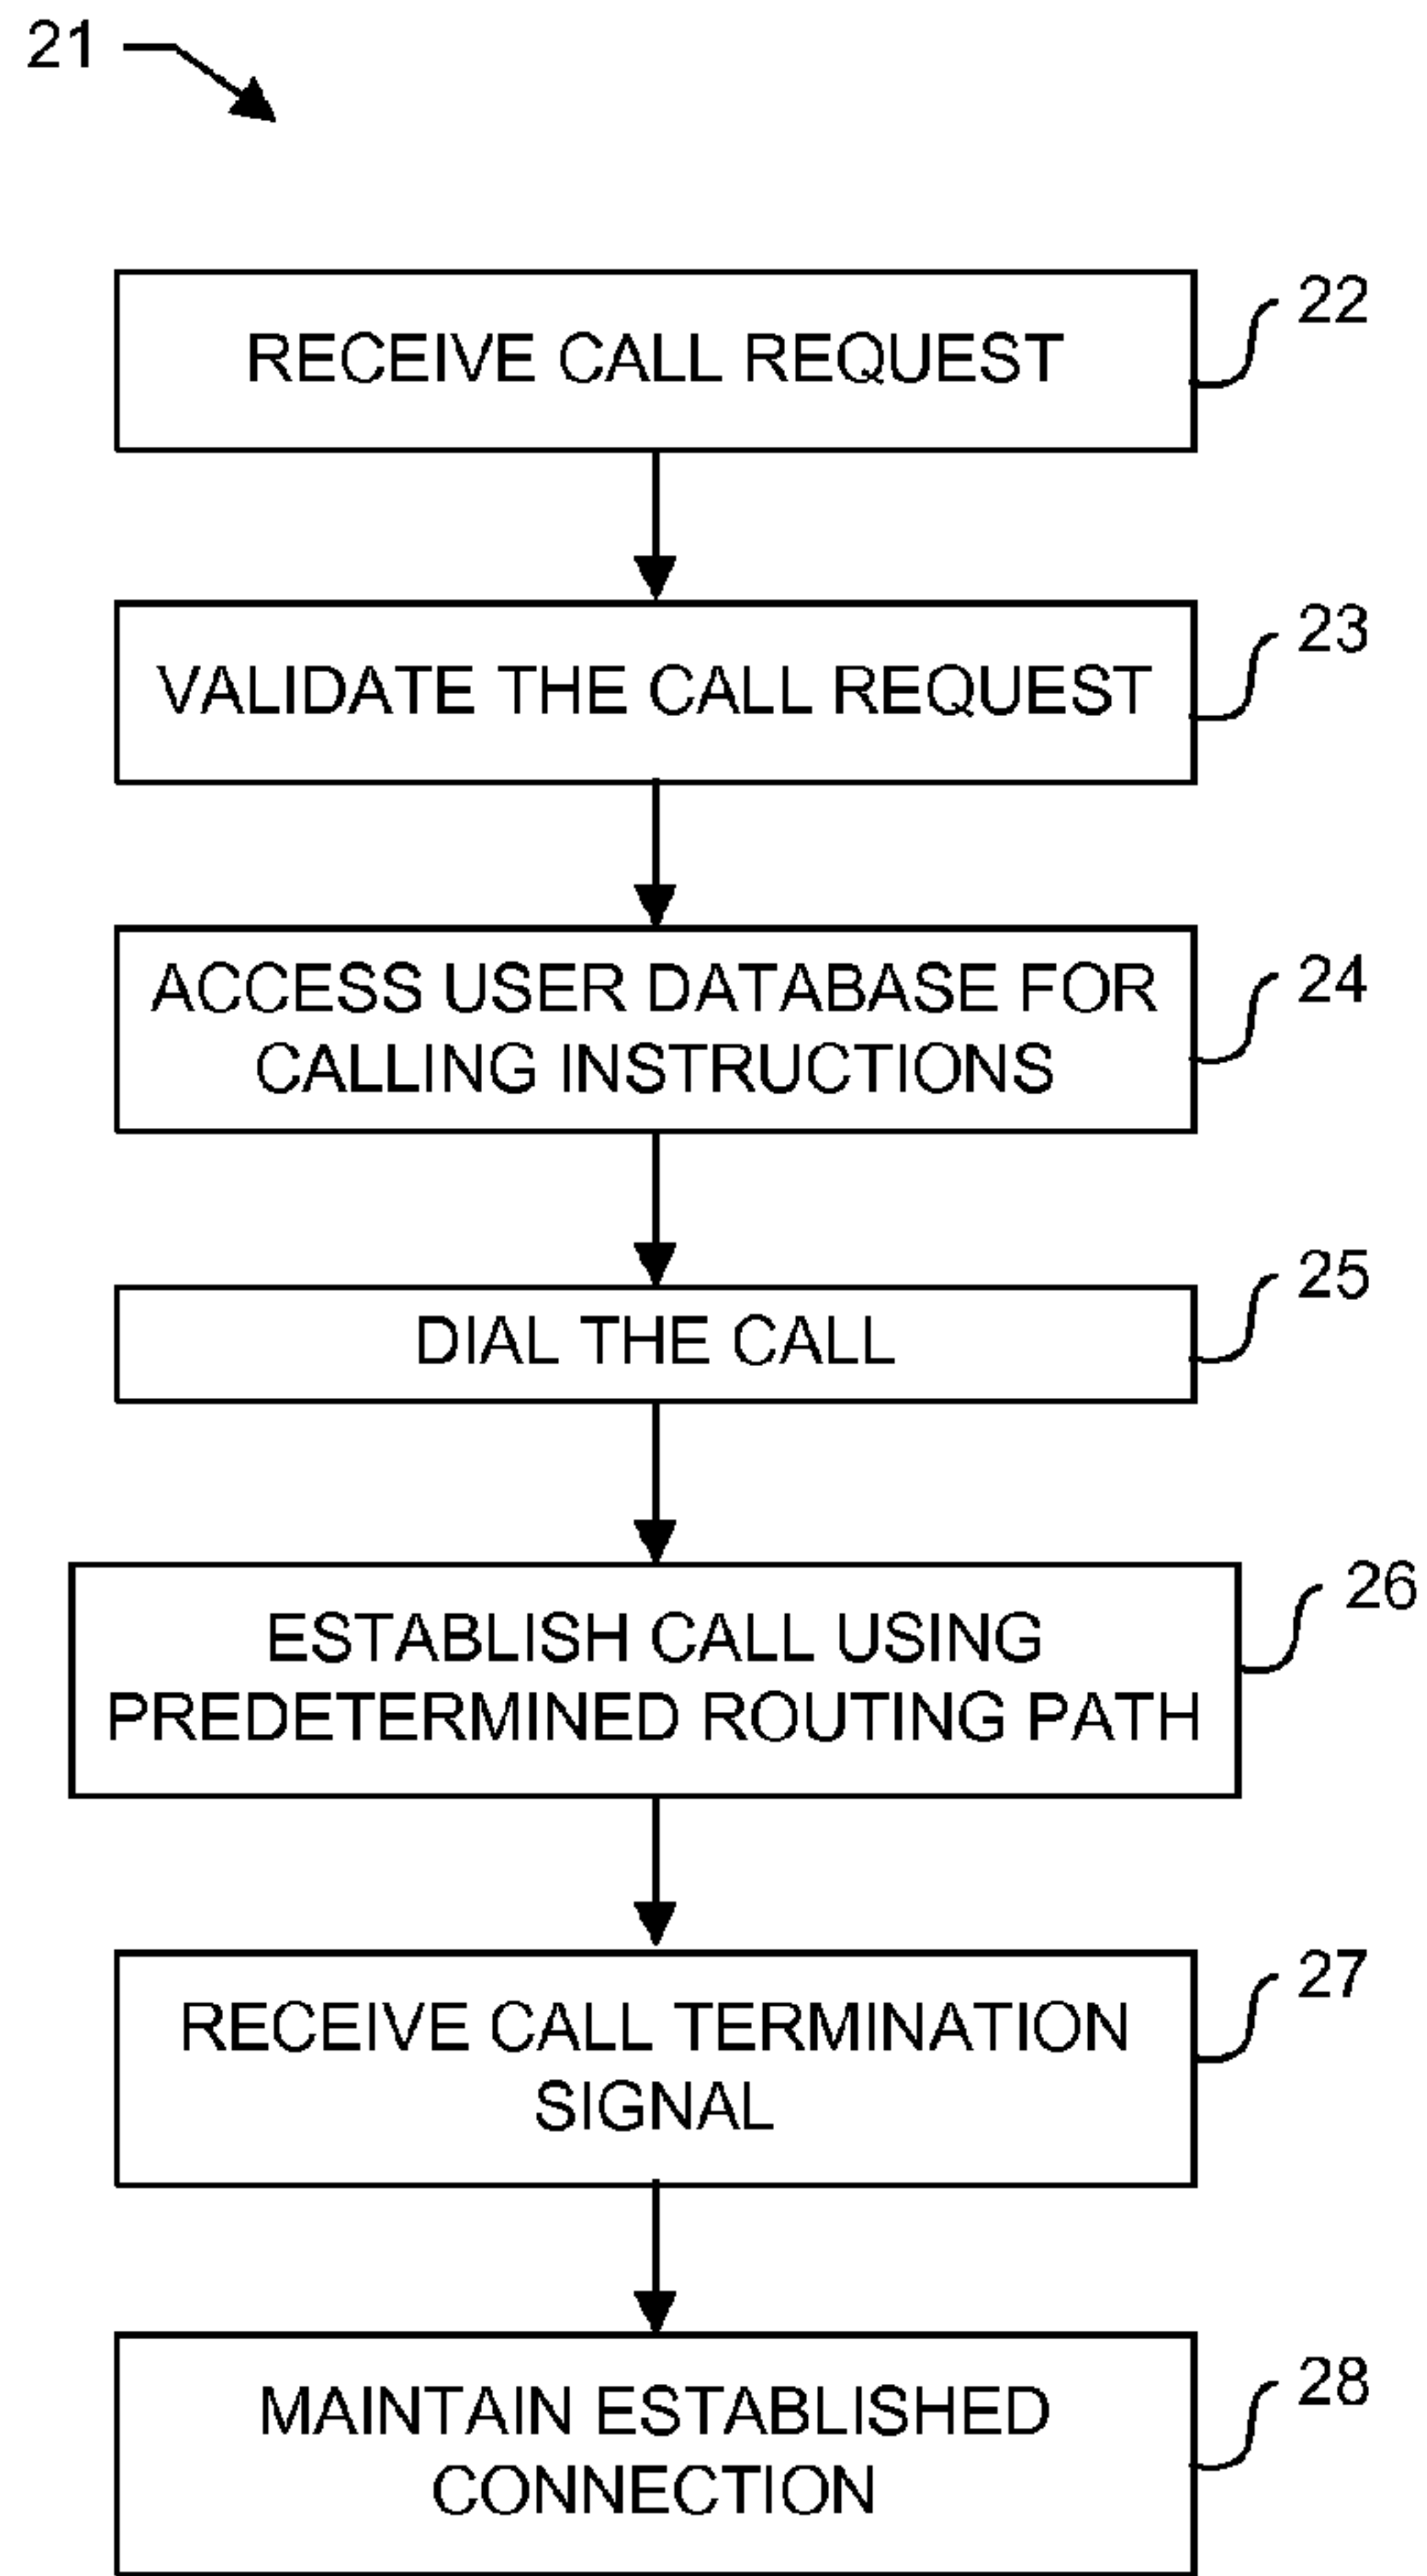 21
RECEIVE CALL REQUEST
22
VALIDATE THE CALL REQUEST
23
ACCESS USER DATABASE FOR
CALLING INSTRUCTIONS
24
DIAL THE CALL
25
ESTABLISH CALL USING
PREDETERMINED ROUTING PATH
26
RECEIVE CALL TERMINATION
SIGNAL
27
MAINTAIN ESTABLISHED
CONNECTION
28